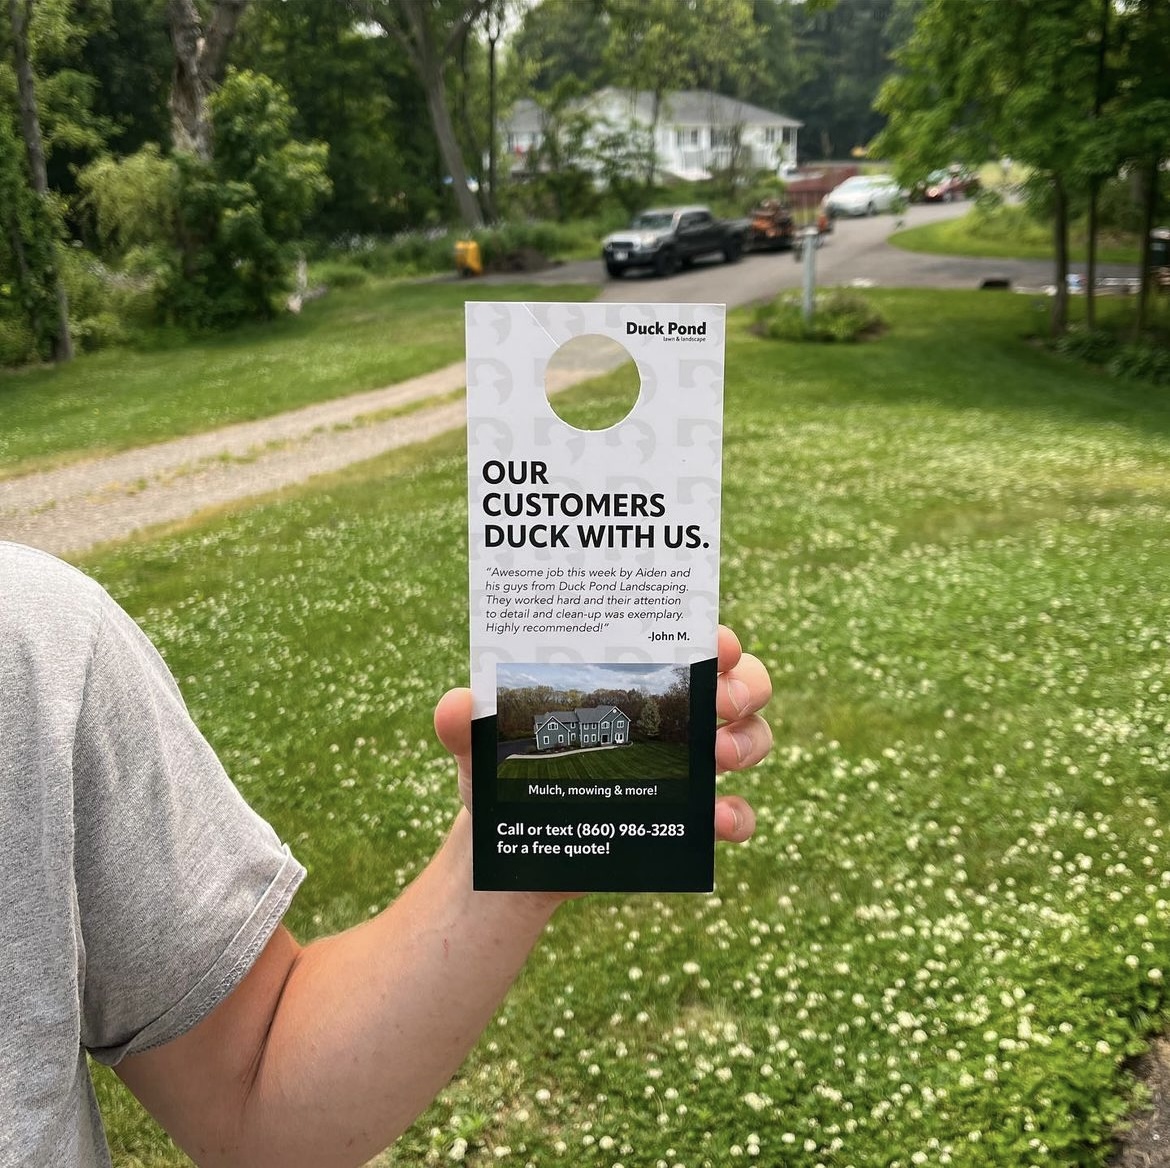 Duck Pond
lawn & landscape
OUR
CUSTOMERS
DUCK WITH US.
“Awesome job this week by Aiden and
his guys from Duck Pond Landscaping.
They worked hard and their attention
to detail and clean-up was exemplary.
Highly recommended!”
-John M.
Mulch, mowing & more!
Call or text (860) 986-3283
for a free quote!